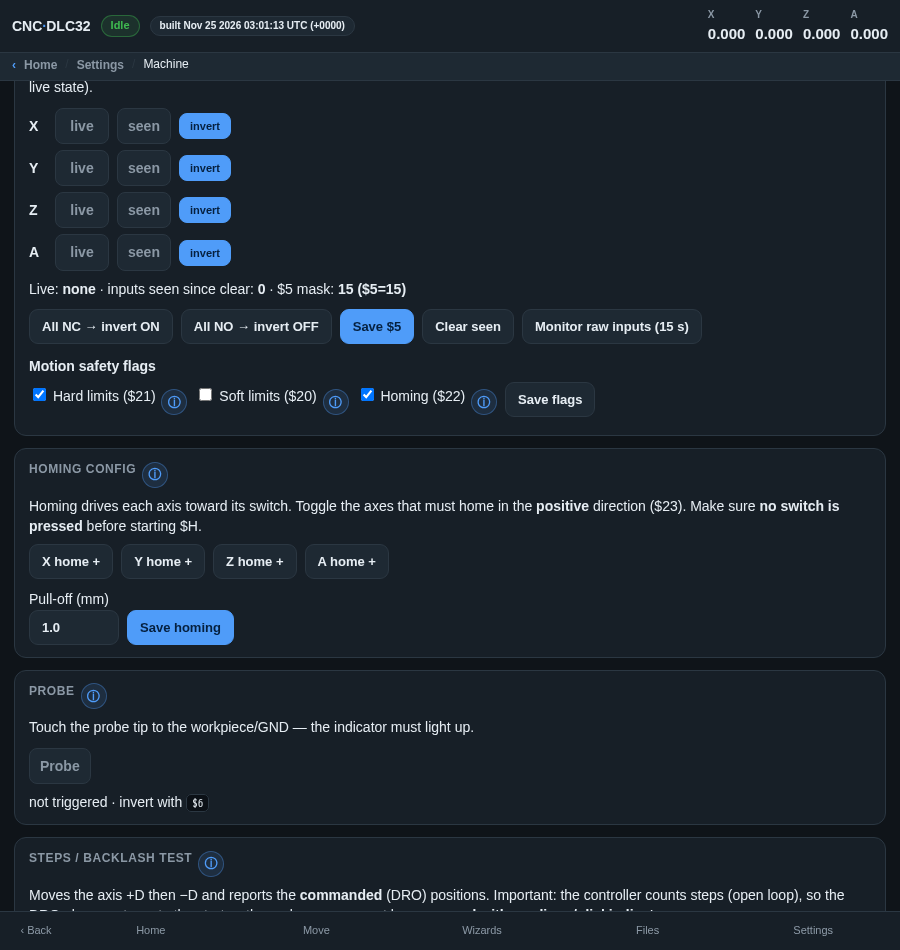 CNC·DLC32 Idle built Nov 25 2026 03:01:13 UTC (+0000) X Y Z A
0.000 0.000 0.000 0.000
‹ Home / Settings / Machine
live state).
X live seen invert
Y live seen invert
Z live seen invert
A live seen invert
Live: none · inputs seen since clear: 0 · $5 mask: 15 ($5=15)
All NC → invert ON All NO → invert OFF Save $5 Clear seen Monitor raw inputs (15 s)
Motion safety flags
Hard limits ($21) ⓘ Soft limits ($20) ⓘ Homing ($22) ⓘ Save flags
HOMING CONFIG ⓘ
Homing drives each axis toward its switch. Toggle the axes that must home in the positive direction ($23). Make sure no switch is
pressed before starting $H.
X home + Y home + Z home + A home +
Pull-off (mm)
1.0 Save homing
PROBE ⓘ
Touch the probe tip to the workpiece/GND — the indicator must light up.
Probe
not triggered · invert with $6
STEPS / BACKLASH TEST ⓘ
Moves the axis +D then −D and reports the commanded (DRO) positions. Important: the controller counts steps (open loop), so the
‹ Back Home Move Wizards Files Settings